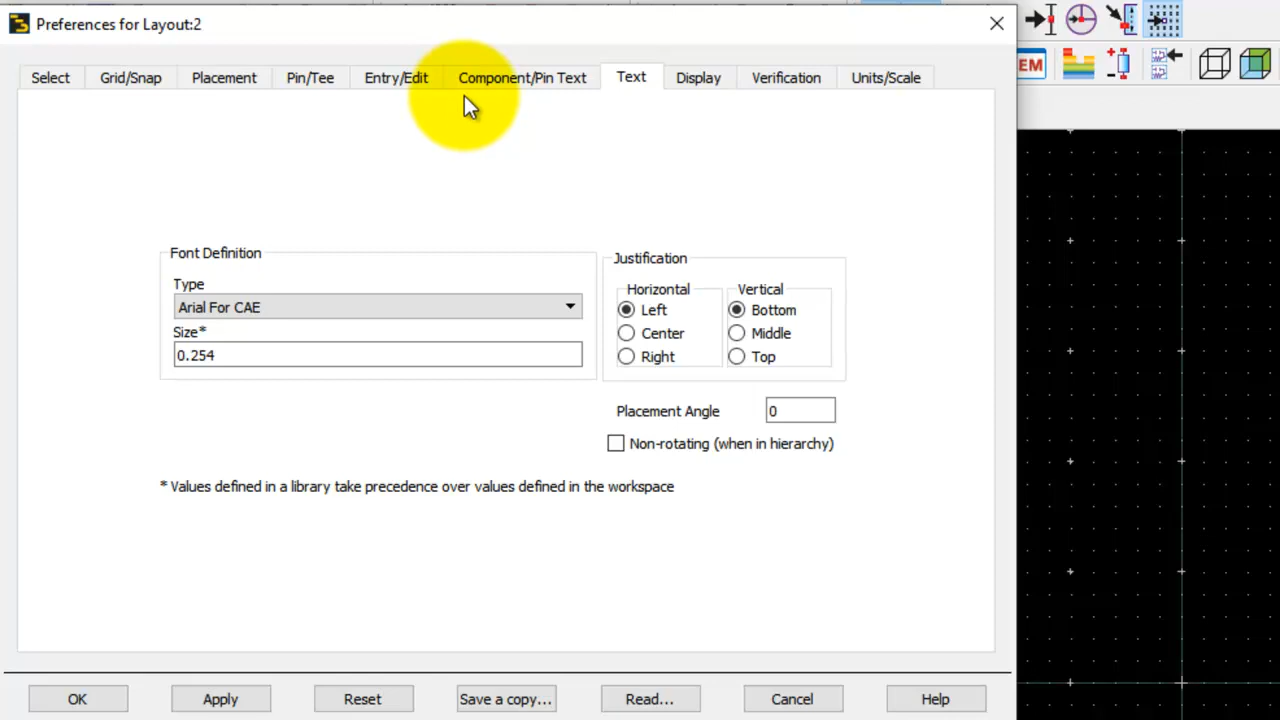 Preferences for Layout:2
Select Grid/Snap Placement Pin/Tee Entry/Edit Component/Pin Text Text Display Verification Units/Scale
EM
Font Definition
Type
Arial For CAE
Size*
0.254
Justification
Horizontal Vertical
Left Bottom
Center Middle
Right Top
Placement Angle 0
Non-rotating (when in hierarchy)
* Values defined in a library take precedence over values defined in the workspace
OK Apply Reset Save a copy... Read... Cancel Help